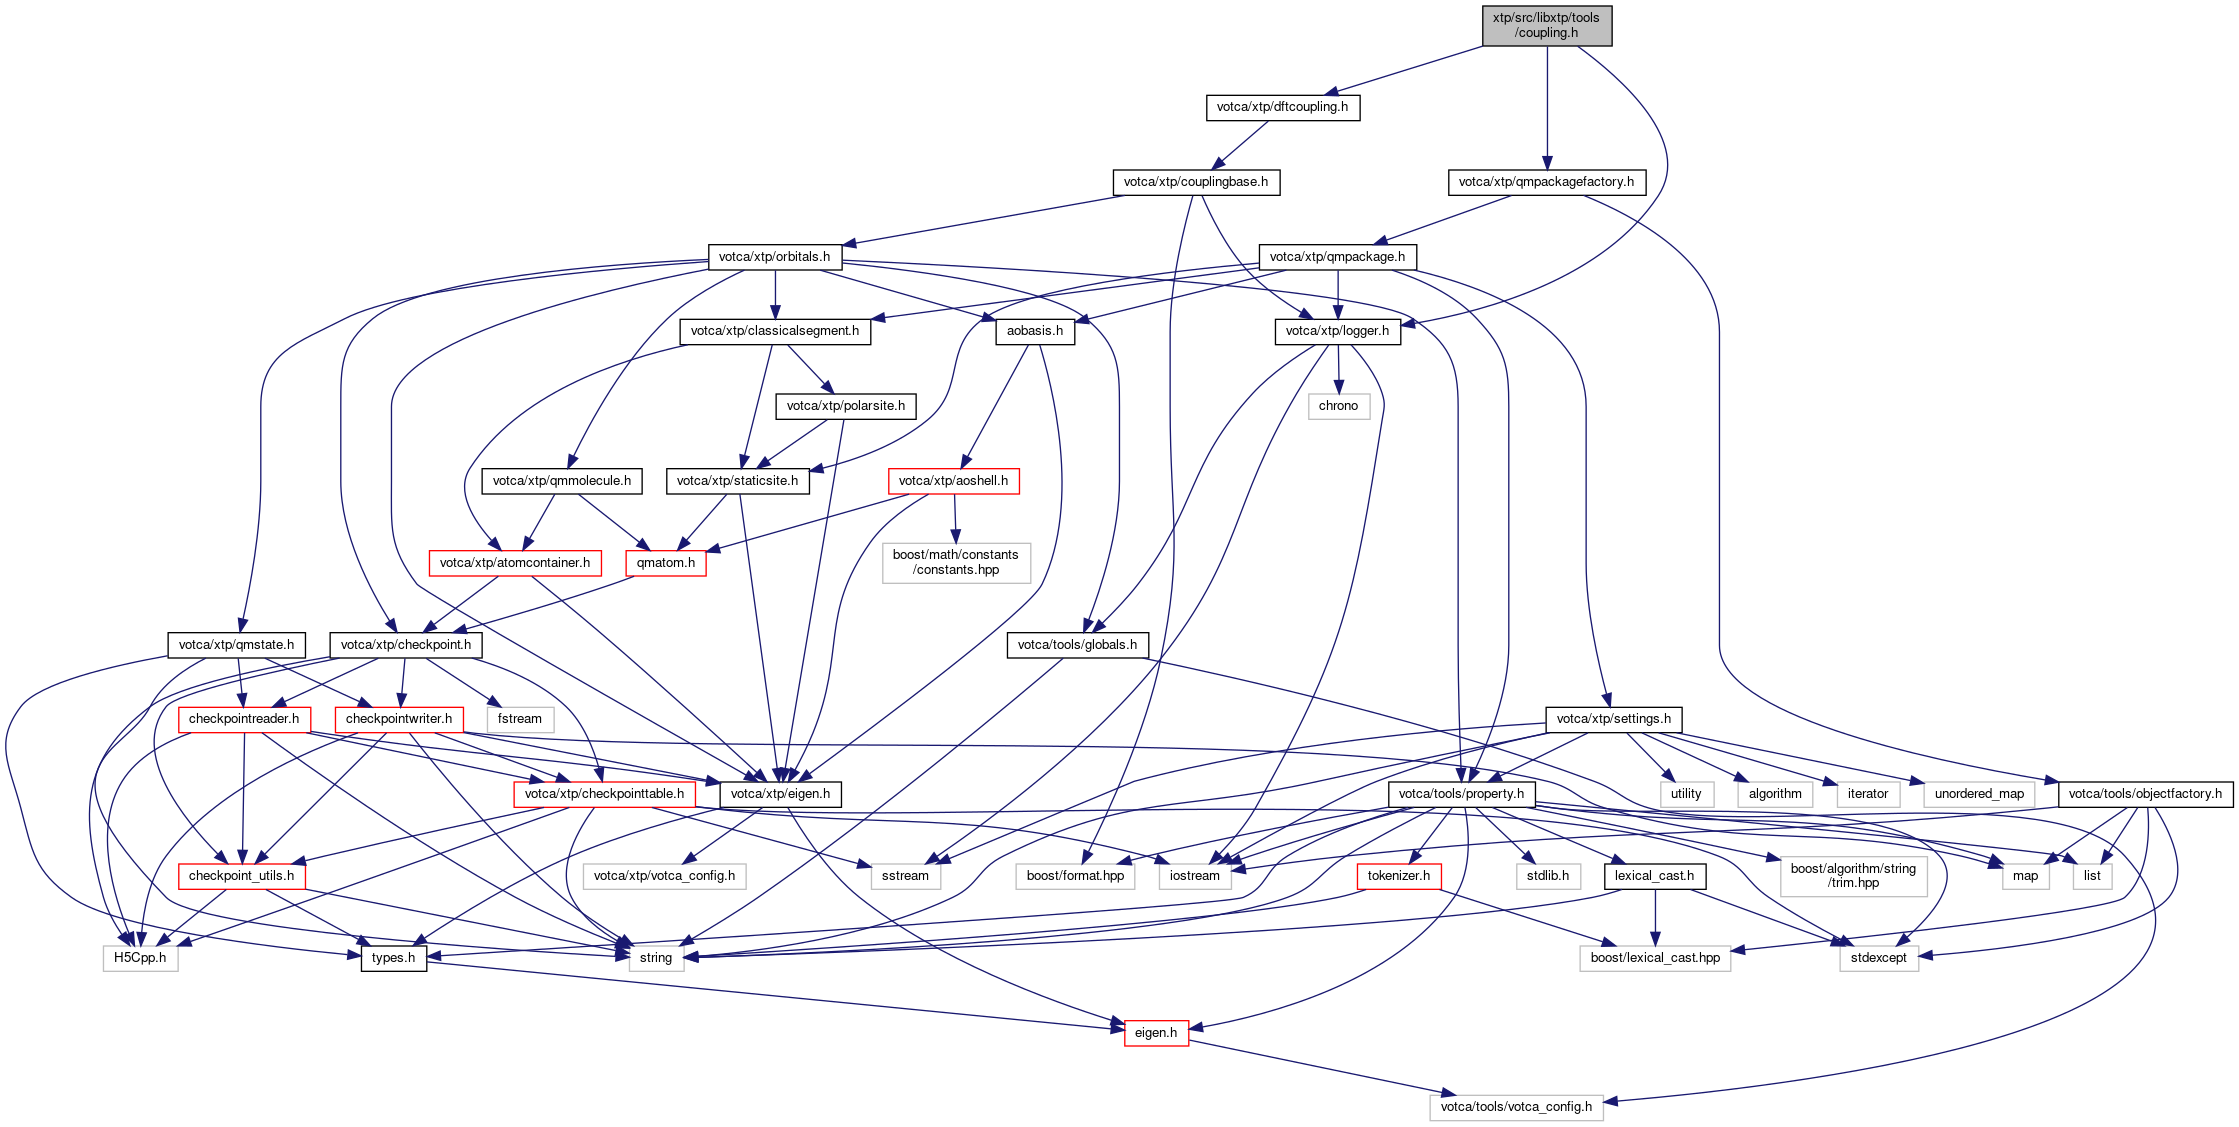 xtp/src/libxtp/tools
/coupling.h
votca/xtp/dftcoupling.h
votca/xtp/couplingbase.h
votca/xtp/qmpackagefactory.h
votca/xtp/orbitals.h
votca/xtp/qmpackage.h
votca/xtp/classicalsegment.h
aobasis.h
votca/xtp/logger.h
votca/xtp/polarsite.h
chrono
votca/xtp/qmmolecule.h
votca/xtp/staticsite.h
votca/xtp/aoshell.h
votca/xtp/atomcontainer.h
qmatom.h
boost/math/constants
/constants.hpp
votca/xtp/qmstate.h
votca/xtp/checkpoint.h
votca/tools/globals.h
checkpointreader.h
checkpointwriter.h
fstream
votca/xtp/settings.h
votca/xtp/checkpointtable.h
votca/xtp/eigen.h
votca/tools/property.h
utility
algorithm
iterator
unordered_map
votca/tools/objectfactory.h
checkpoint_utils.h
votca/xtp/votca_config.h
sstream
boost/format.hpp
iostream
tokenizer.h
stdlib.h
lexical_cast.h
boost/algorithm/string
/trim.hpp
map
list
H5Cpp.h
types.h
string
boost/lexical_cast.hpp
stdexcept
eigen.h
votca/tools/votca_config.h